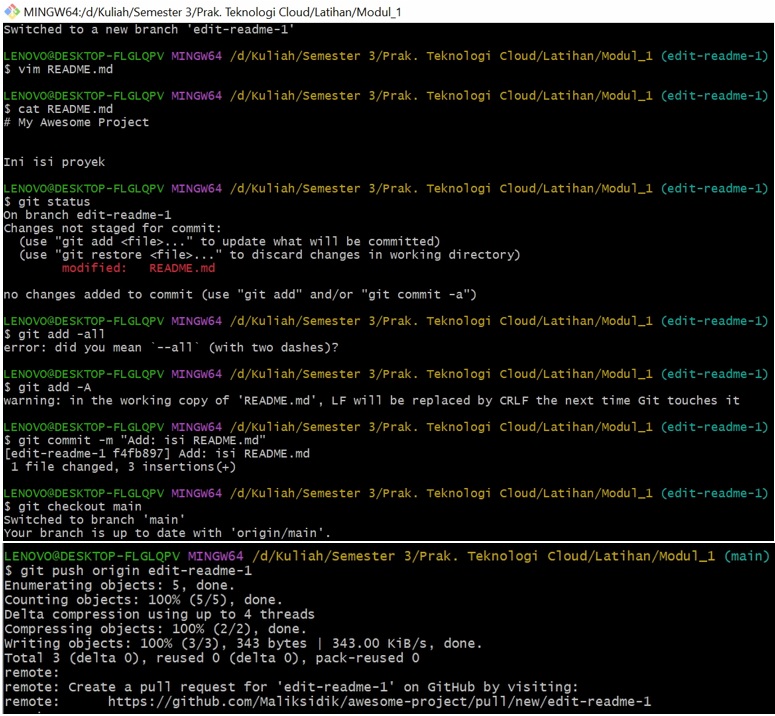 MINGW64:/d/Kuliah/Semester 3/Prak. Teknologi Cloud/Latihan/Modul_1
Switched to a new branch 'edit-readme-1'
LENOVO@DESKTOP-FLGLQPV MINGW64 /d/Kuliah/Semester 3/Prak. Teknologi Cloud/Latihan/Modul_1 (edit-readme-1)
$ vim README.md
LENOVO@DESKTOP-FLGLQPV MINGW64 /d/Kuliah/Semester 3/Prak. Teknologi Cloud/Latihan/Modul_1 (edit-readme-1)
$ cat README.md
# My Awesome Project
Ini isi proyek
LENOVO@DESKTOP-FLGLQPV MINGW64 /d/Kuliah/Semester 3/Prak. Teknologi Cloud/Latihan/Modul_1 (edit-readme-1)
$ git status
On branch edit-readme-1
Changes not staged for commit:
  (use "git add <file>..." to update what will be committed)
  (use "git restore <file>..." to discard changes in working directory)
        modified:   README.md
no changes added to commit (use "git add" and/or "git commit -a")
LENOVO@DESKTOP-FLGLQPV MINGW64 /d/Kuliah/Semester 3/Prak. Teknologi Cloud/Latihan/Modul_1 (edit-readme-1)
$ git add -all
error: did you mean `--all` (with two dashes)?
LENOVO@DESKTOP-FLGLQPV MINGW64 /d/Kuliah/Semester 3/Prak. Teknologi Cloud/Latihan/Modul_1 (edit-readme-1)
$ git add -A
warning: in the working copy of 'README.md', LF will be replaced by CRLF the next time Git touches it
LENOVO@DESKTOP-FLGLQPV MINGW64 /d/Kuliah/Semester 3/Prak. Teknologi Cloud/Latihan/Modul_1 (edit-readme-1)
$ git commit -m "Add: isi README.md"
[edit-readme-1 f4fb897] Add: isi README.md
 1 file changed, 3 insertions(+)
LENOVO@DESKTOP-FLGLQPV MINGW64 /d/Kuliah/Semester 3/Prak. Teknologi Cloud/Latihan/Modul_1 (edit-readme-1)
$ git checkout main
Switched to branch 'main'
Your branch is up to date with 'origin/main'.
LENOVO@DESKTOP-FLGLQPV MINGW64 /d/Kuliah/Semester 3/Prak. Teknologi Cloud/Latihan/Modul_1 (main)
$ git push origin edit-readme-1
Enumerating objects: 5, done.
Counting objects: 100% (5/5), done.
Delta compression using up to 4 threads
Compressing objects: 100% (2/2), done.
Writing objects: 100% (3/3), 343 bytes | 343.00 KiB/s, done.
Total 3 (delta 0), reused 0 (delta 0), pack-reused 0
remote:
remote: Create a pull request for 'edit-readme-1' on GitHub by visiting:
remote:      https://github.com/Maliksidik/awesome-project/pull/new/edit-readme-1